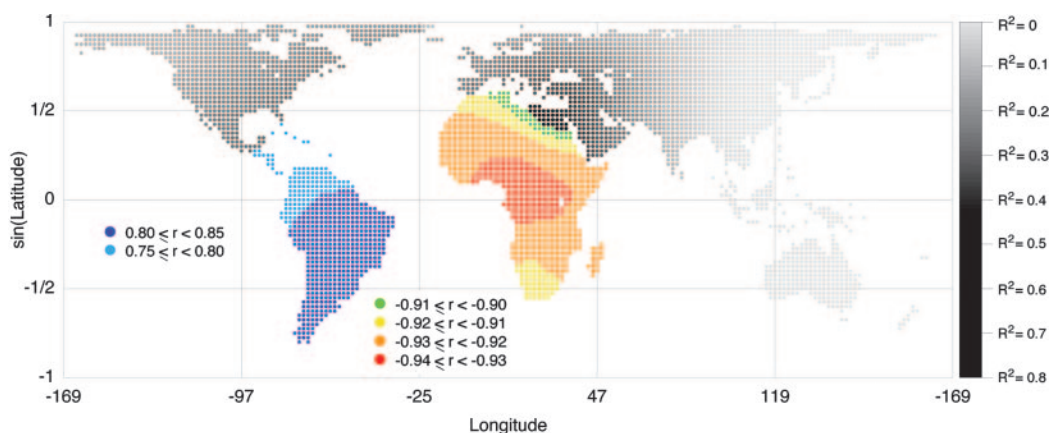 1
1/2
0
-1/2
-1
sin(Latitude)
0.80 ≤ r < 0.85
0.75 ≤ r < 0.80
-0.91 ≤ r < -0.90
-0.92 ≤ r < -0.91
-0.93 ≤ r < -0.92
-0.94 ≤ r < -0.93
-169
-97
-25
47
119
-169
Longitude
R² = 0
R² = 0.1
R² = 0.2
R² = 0.3
R² = 0.4
R² = 0.5
R² = 0.6
R² = 0.7
R² = 0.8